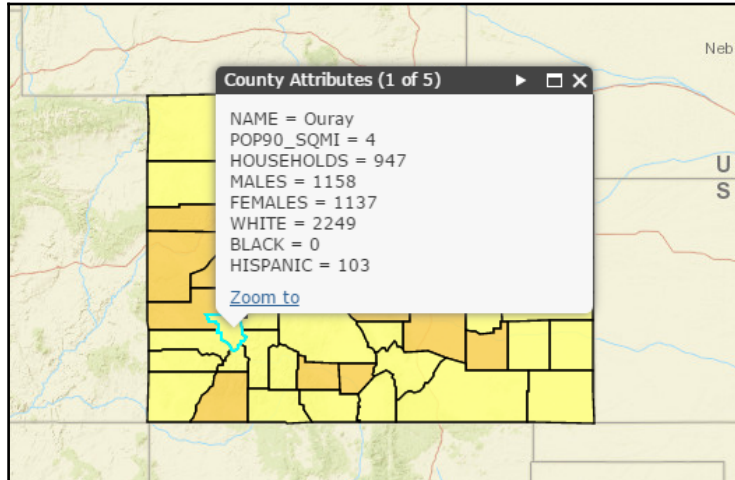 County Attributes (1 of 5)
Neb
NAME = Ouray
POP90_SQMI = 4
HOUSEHOLDS = 947
MALES = 1158
FEMALES = 1137
WHITE = 2249
BLACK = 0
HISPANIC = 103
Zoom to
U
S